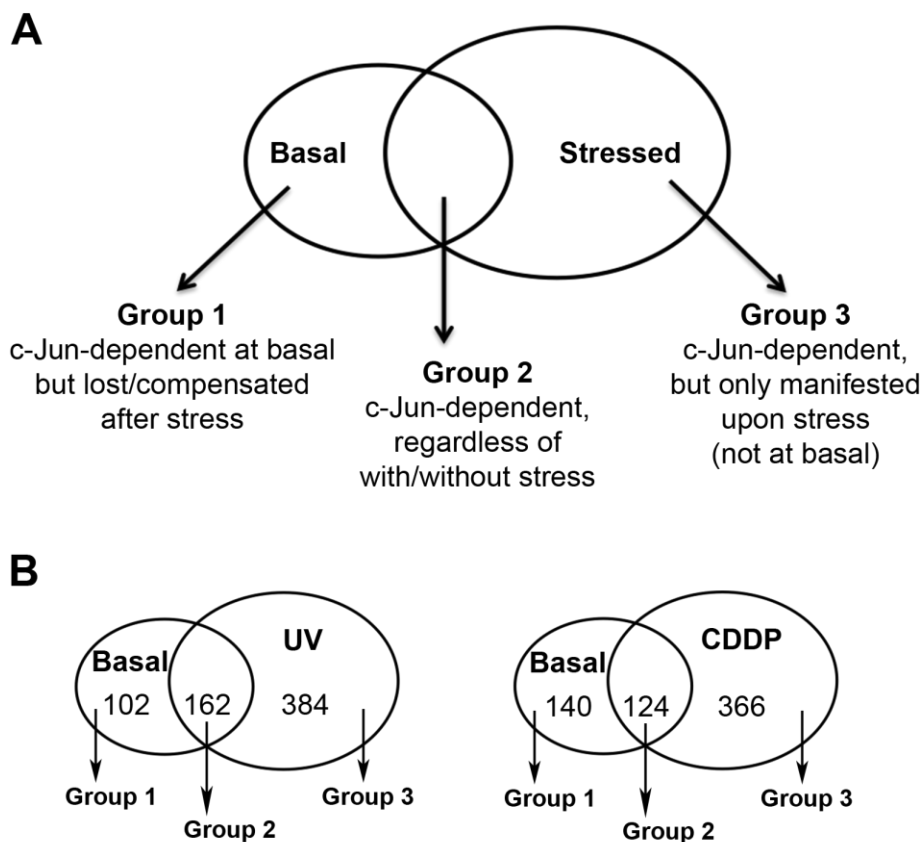 A
Basal
Stressed
Group 1
c-Jun-dependent at basal
but lost/compensated
after stress
Group 2
c-Jun-dependent,
regardless of
with/without stress
Group 3
c-Jun-dependent,
but only manifested
upon stress
(not at basal)
B
Basal
UV
102
162
384
Group 1
Group 2
Group 3
Basal
CDDP
140
124
366
Group 1
Group 2
Group 3